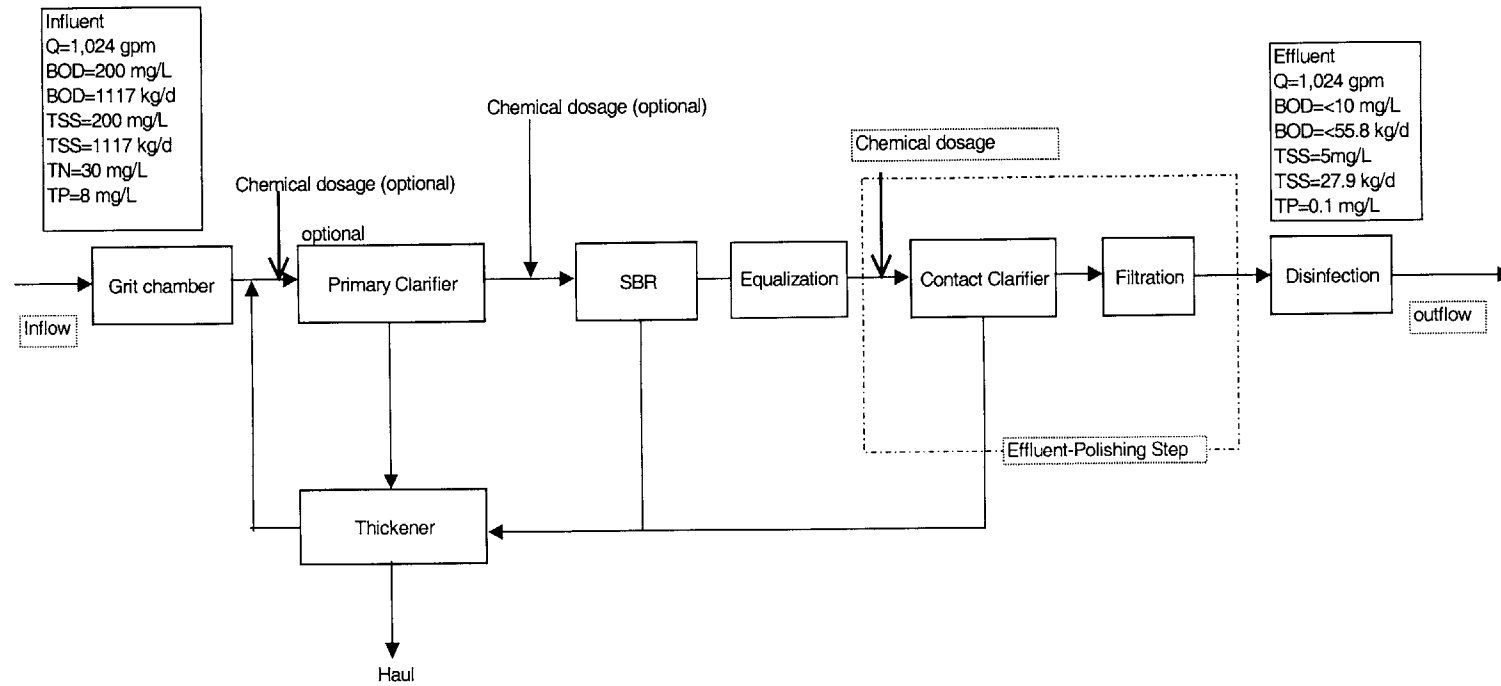 Influent
Q=1,024 gpm
BOD=200 mg/L
BOD=1117 kg/d
TSS=200 mg/L
TSS=1117 kg/d
TN=30 mg/L
TP=8 mg/L
Effluent
Q=1,024 gpm
BOD=<10 mg/L
BOD=<55.8 kg/d
TSS=5mg/L
TSS=27.9 kg/d
TP=0.1 mg/L
Chemical dosage (optional)
Chemical dosage
Chemical dosage (optional)
optional
Grit chamber
Primary Clarifier
SBR
Equalization
Contact Clarifier
Filtration
Disinfection
Inflow
outflow
Effluent-Polishing Step
Thickener
Haul